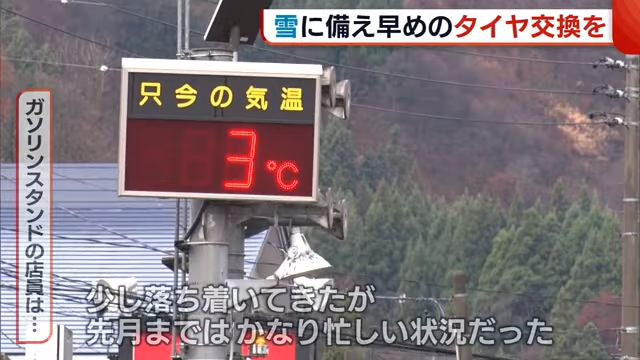 雪に備え早めのタイヤ交換を
只今の気温
3℃
ガソリンスタンドの店員は…
少し落ち着いてきたが
先月まではかなり忙しい状況だった